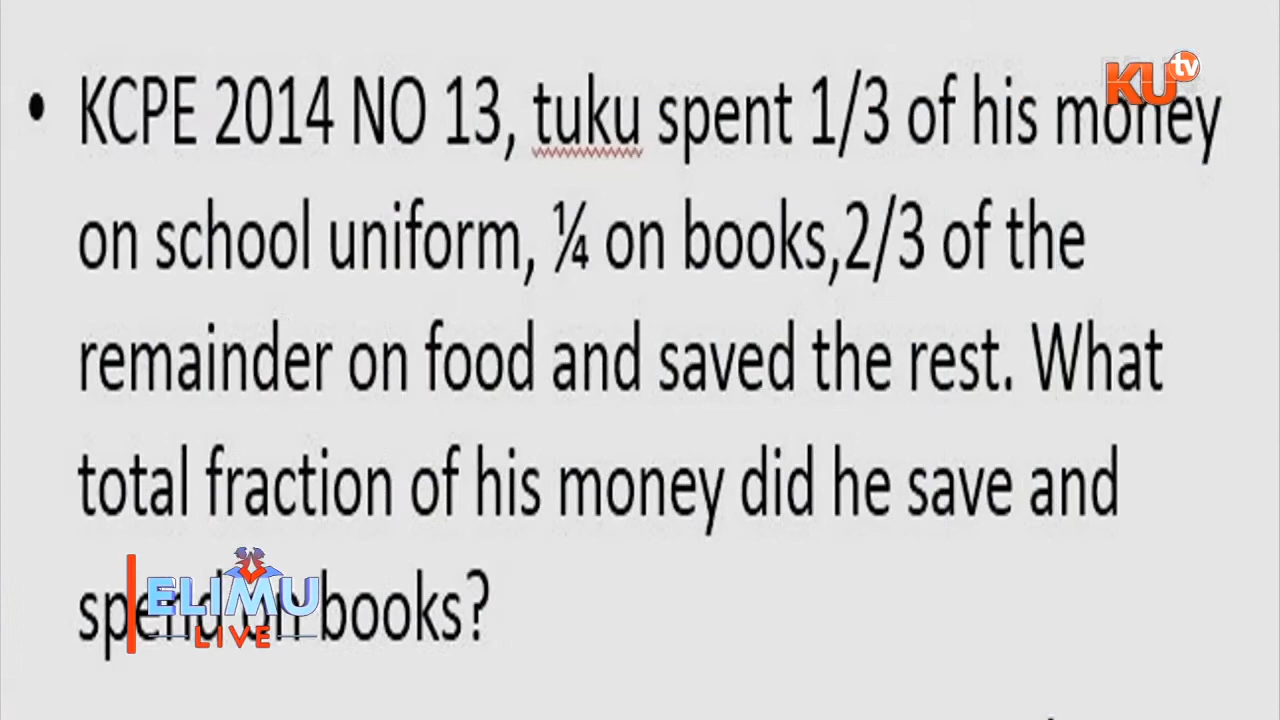 KU tv
• KCPE 2014 NO 13, tuku spent 1/3 of his money
on school uniform, ¼ on books,2/3 of the
remainder on food and saved the rest. What
total fraction of his money did he save and
spend on books?
ELIMU
LIVE